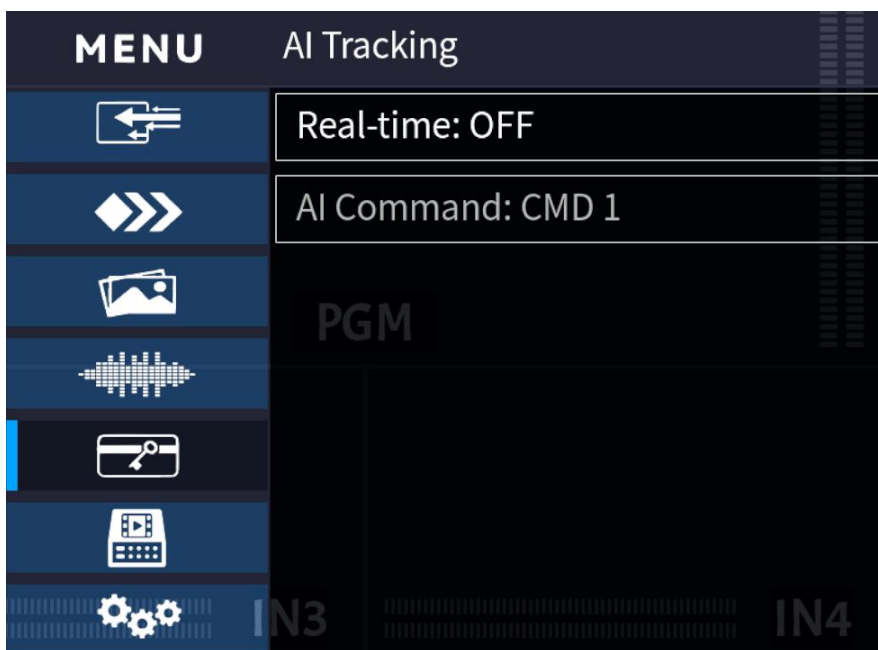 MENU
AI Tracking
Real-time: OFF
AI Command: CMD 1
PGM
IN3
IN4